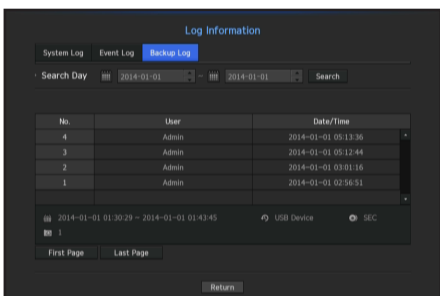 Log Information
System Log Event Log Backup Log
· Search Day 2014-01-01 ~ 2014-01-01 Search
No. User Date/Time
4 Admin 2014-01-01 05:13:36
3 Admin 2014-01-01 05:12:44
2 Admin 2014-01-01 03:01:16
1 Admin 2014-01-01 02:56:51
2014-01-01 01:30:29 ~ 2014-01-01 01:43:45 USB Device SEC
1
First Page Last Page
Return